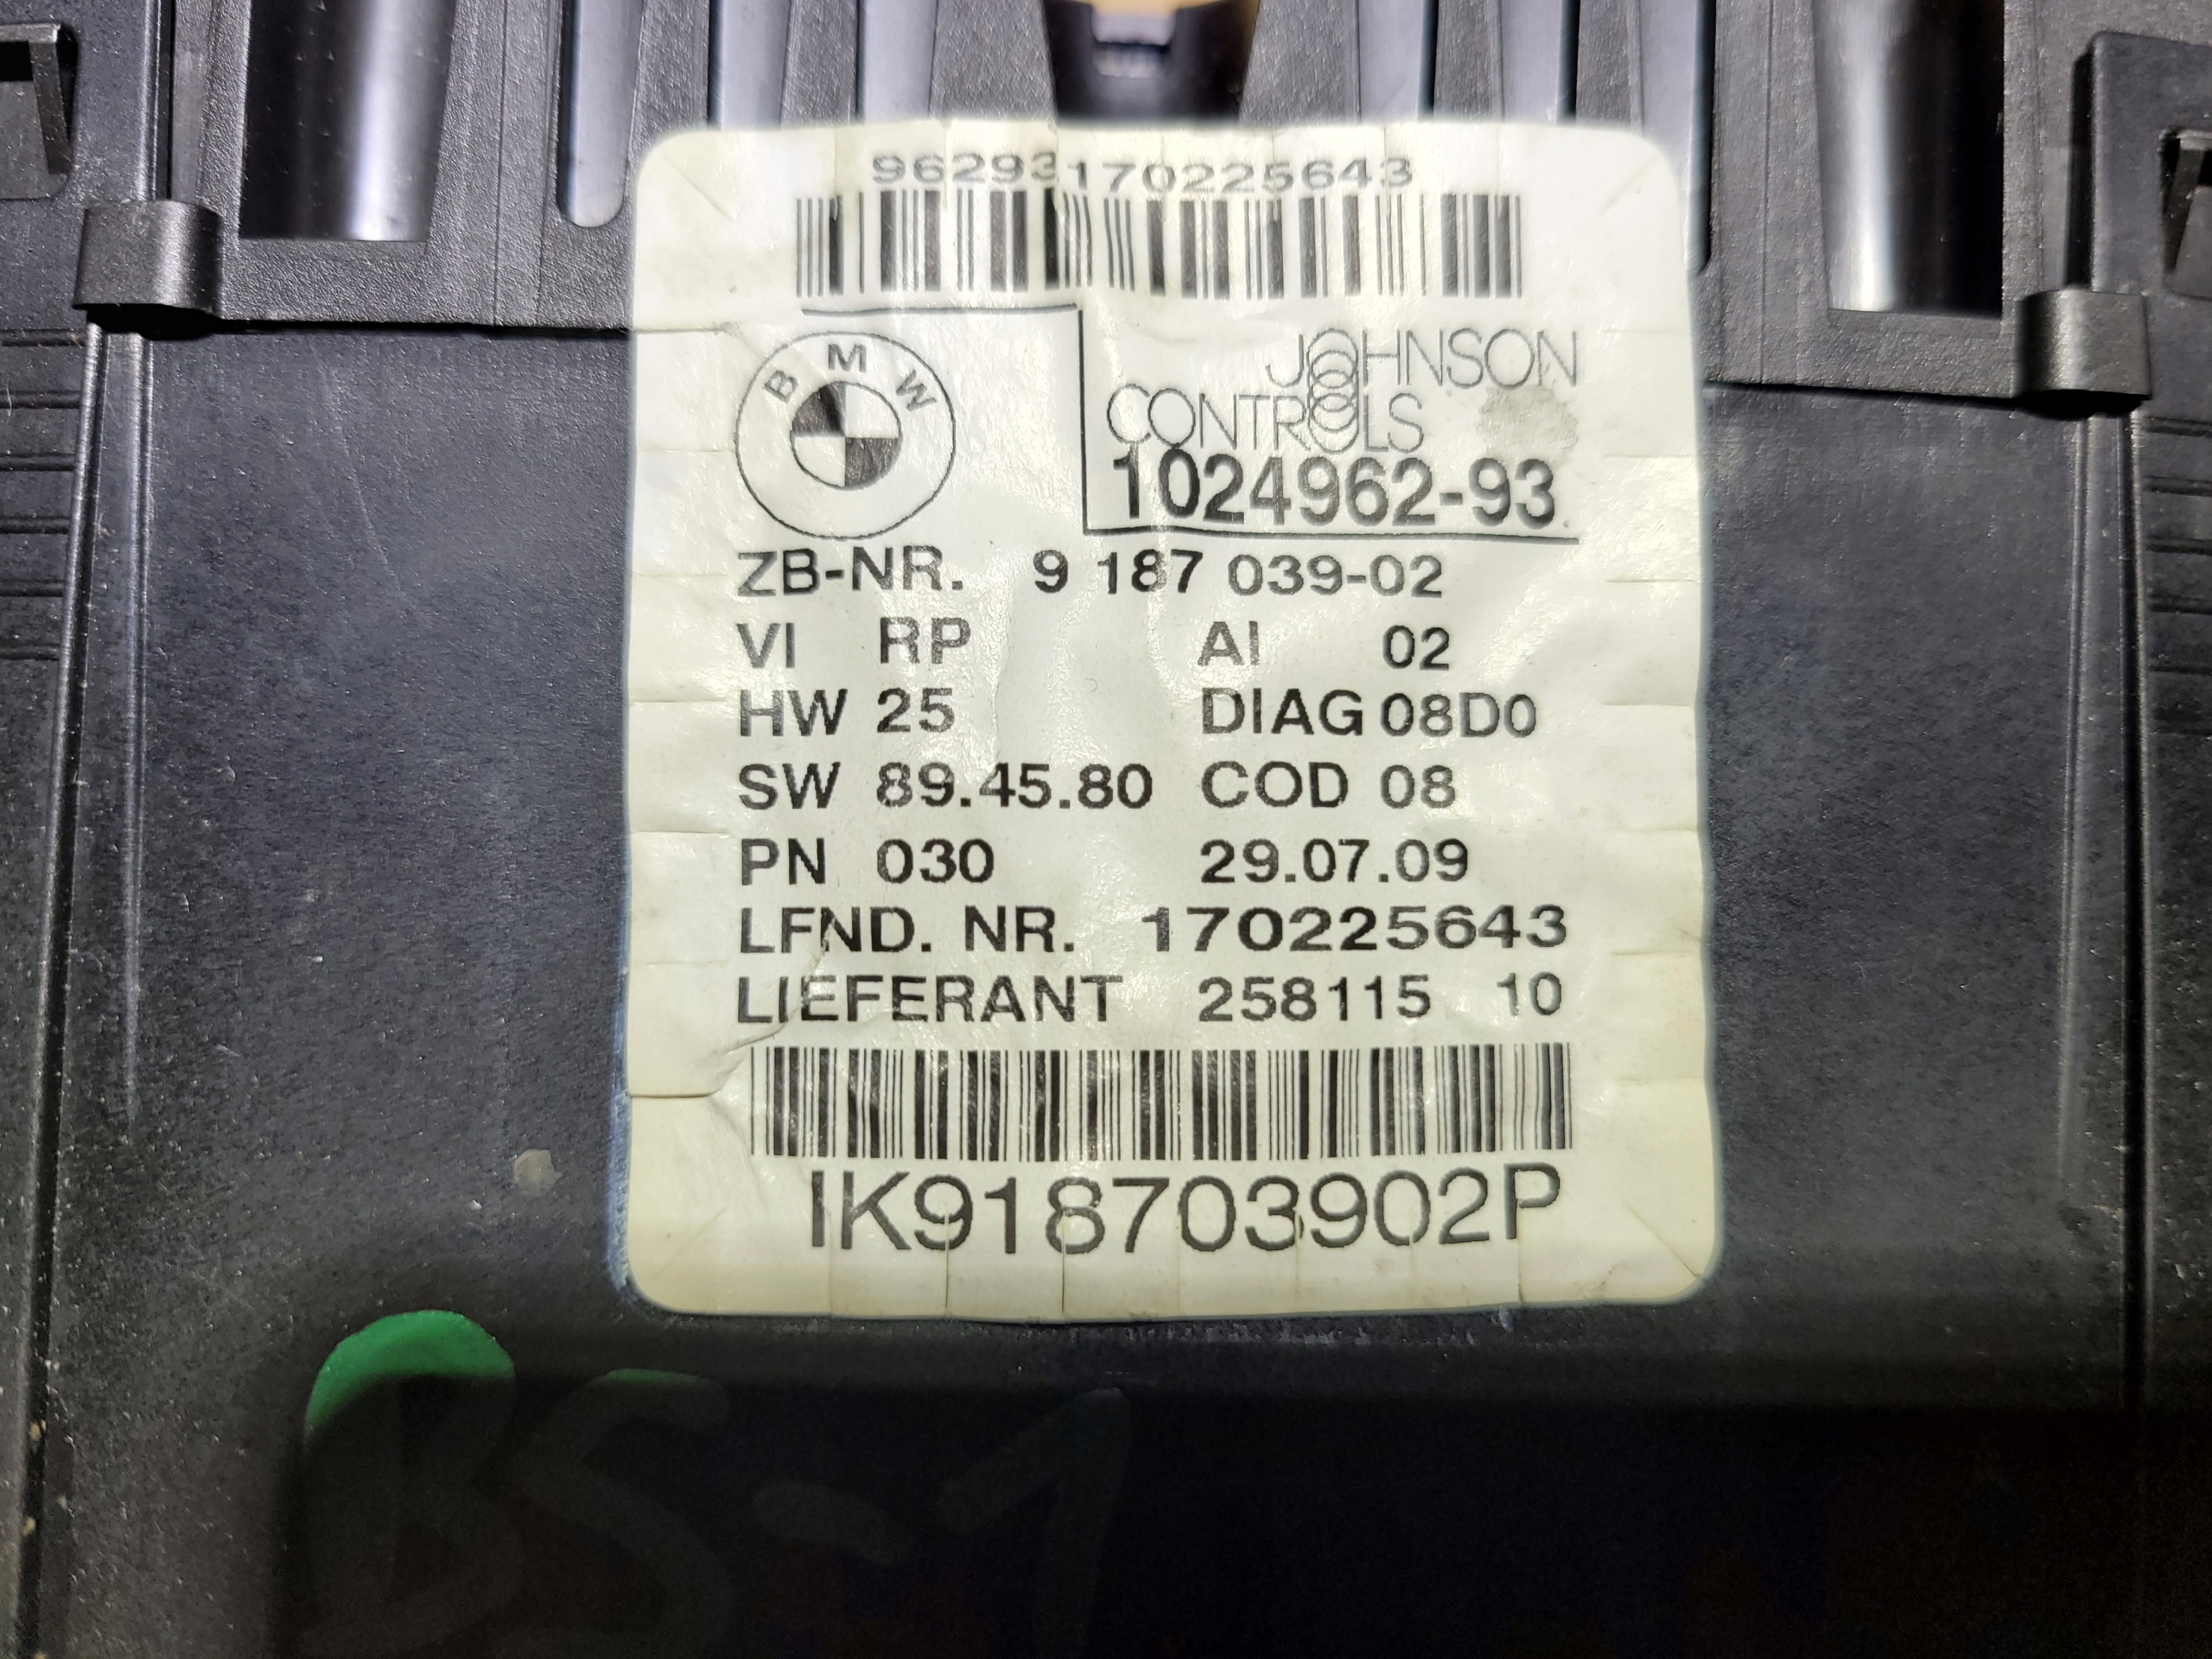 96293170225643
BMW
JOHNSON
CONTROLS
1024962-93
ZB-NR. 9 187 039-02
VI RP AI 02
HW 25 DIAG 08D0
SW 89.45.80 COD 08
PN 030 29.07.09
LFND. NR. 170225643
LIEFERANT 258115 10
IK918703902P
BS-1